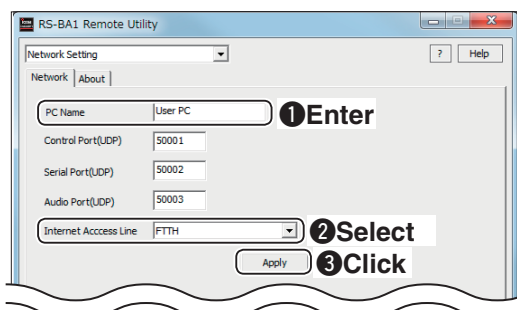 ICOM RS-BA1 Remote Utility
Network Setting ? Help
Network About
PC Name User PC ❶Enter
Control Port(UDP) 50001
Serial Port(UDP) 50002
Audio Port(UDP) 50003
Internet Acccess Line FTTH ❷Select
Apply ❸Click